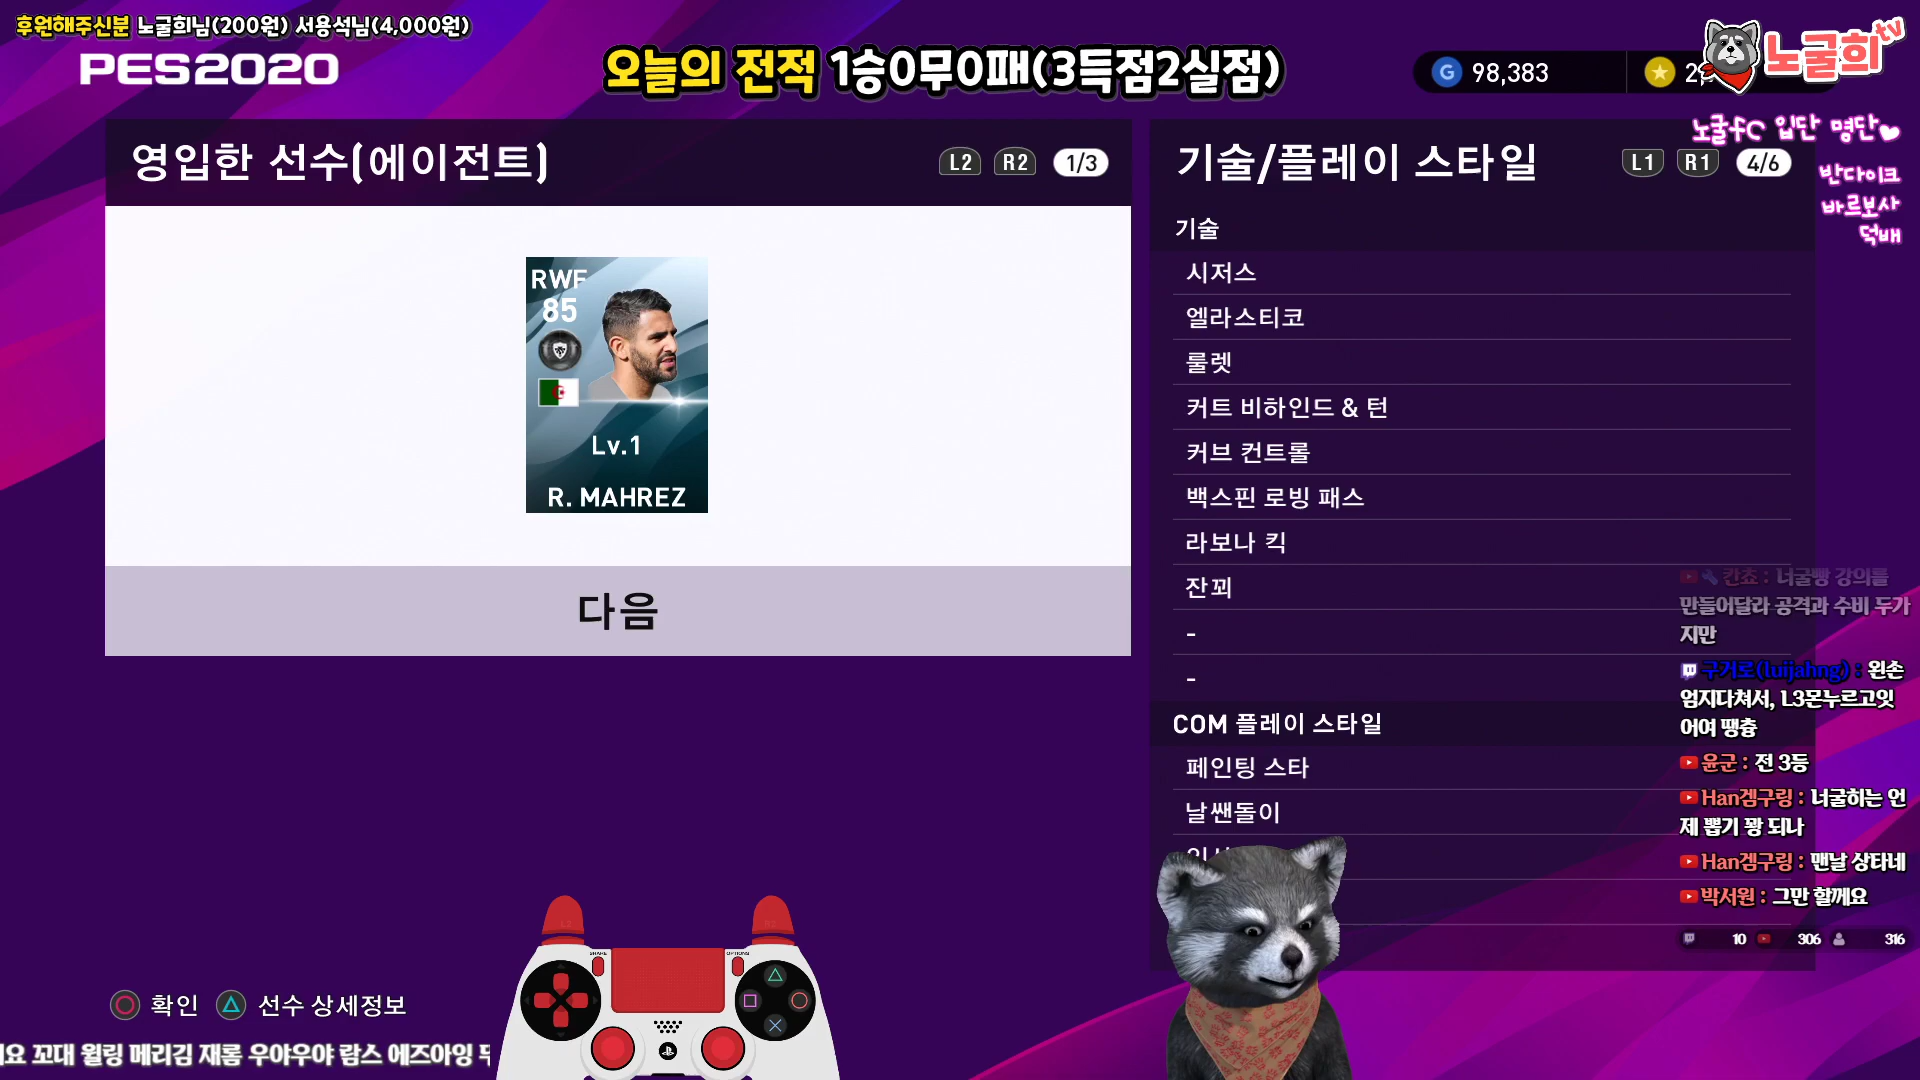 후원해주신분 노굴희님(200원) 서용석님(4,000원)
PES2020
오늘의 전적 1승0무0패(3득점2실점)
G 98,383
노굴희tv
노굴fc 입단 명단
반다이크
바르보사
덕배
영입한 선수(에이전트)
L2 R2 1/3
RWF
85
Lv.1
R. MAHREZ
다음
기술/플레이 스타일
L1 R1 4/6
기술
시저스
엘라스티코
룰렛
커트 비하인드 & 턴
커브 컨트롤
백스핀 로빙 패스
라보나 킥
잔꾀
-
-
COM 플레이 스타일
페인팅 스타
날쌘돌이
칸쵸 : 너굴빵 강의를
만들어달라 공격과 수비 두가
지만
구거로(luijahng) : 왼손
엄지다쳐서, L3몬누르고잇
어여 땡츙
윤군 : 전 3등
Han겜구링 : 너굴히는 언
제 뽑기 꽝 되나
Han겜구링 : 맨날 상타네
박서원 : 그만 할께요
10 306 316
SHARE
OPTIONS
확인 선수 상세정보
요 꼬대 윌링 메리김 재롬 우야우야 람스 에즈아잉